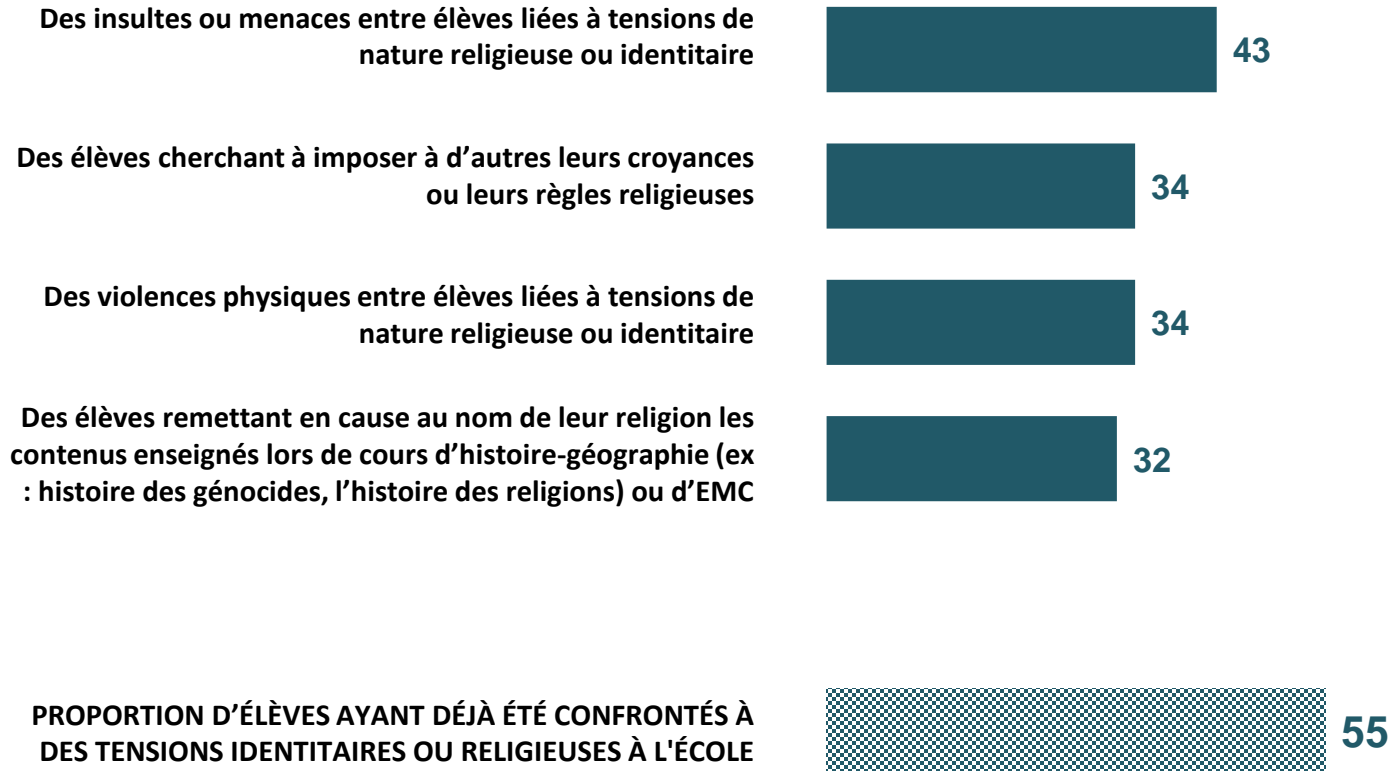 Des insultes ou menaces entre élèves liées à tensions de
nature religieuse ou identitaire
43
Des élèves cherchant à imposer à d’autres leurs croyances
ou leurs règles religieuses
34
Des violences physiques entre élèves liées à tensions de
nature religieuse ou identitaire
34
Des élèves remettant en cause au nom de leur religion les
contenus enseignés lors de cours d’histoire-géographie (ex
: histoire des génocides, l’histoire des religions) ou d’EMC
32
PROPORTION D’ÉLÈVES AYANT DÉJÀ ÉTÉ CONFRONTÉS À
DES TENSIONS IDENTITAIRES OU RELIGIEUSES À L'ÉCOLE
55